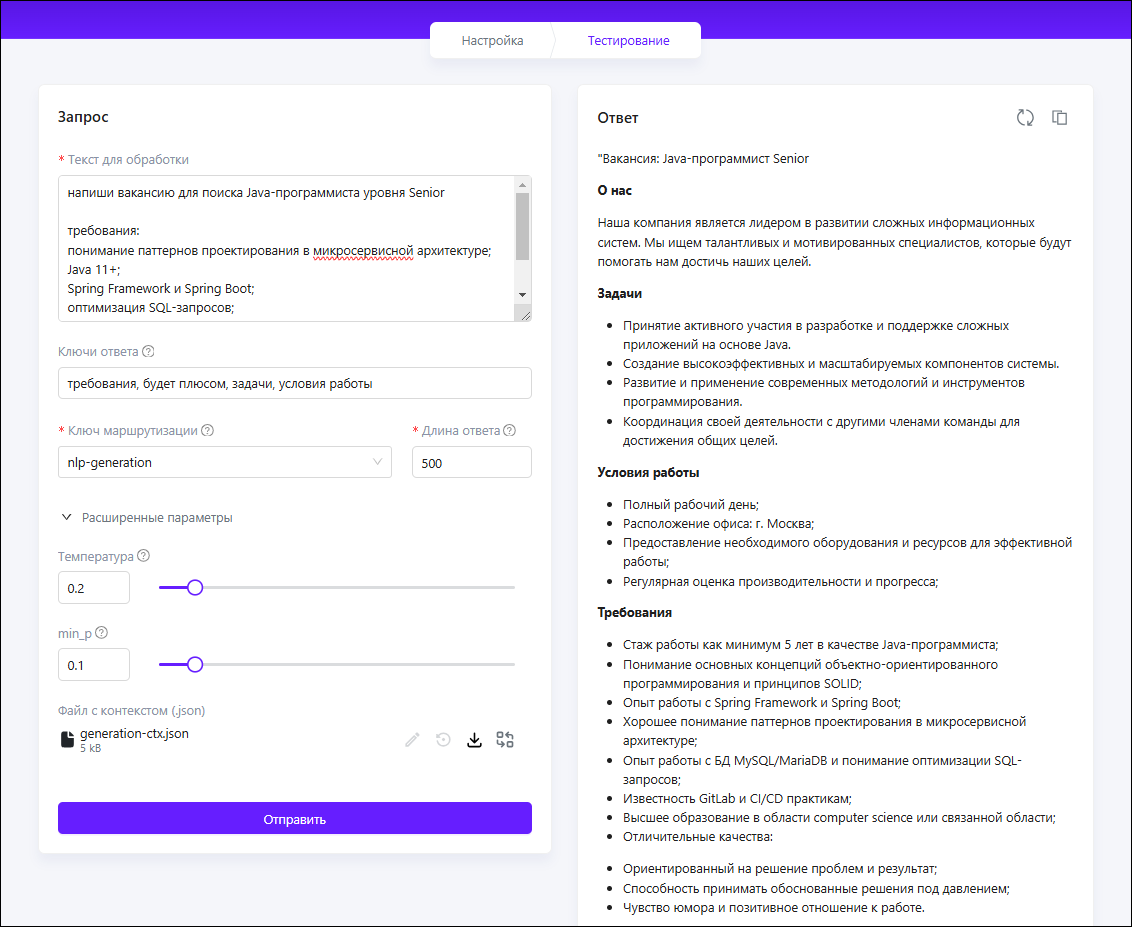 Настройка
Тестирование
Запрос
* Текст для обработки
напиши вакансию для поиска Java-программиста уровня Senior
требования:
понимание паттернов проектирования в микросервисной архитектуре;
Java 11+;
Spring Framework и Spring Boot;
оптимизация SQL-запросов;
Ключи ответа
требования, будет плюсом, задачи, условия работы
* Ключ маршрутизации
* Длина ответа
nlp-generation
500
Расширенные параметры
Температура
0.2
min_p
0.1
Файл с контекстом (.json)
generation-ctx.json
5 kB
Отправить
Ответ
"Вакансия: Java-программист Senior
О нас
Наша компания является лидером в развитии сложных информационных
систем. Мы ищем талантливых и мотивированных специалистов, которые будут
помогать нам достичь наших целей.
Задачи
• Принятие активного участия в разработке и поддержке сложных
приложений на основе Java.
• Создание высокоэффективных и масштабируемых компонентов системы.
• Развитие и применение современных методологий и инструментов
программирования.
• Координация своей деятельности с другими членами команды для
достижения общих целей.
Условия работы
• Полный рабочий день;
• Расположение офиса: г. Москва;
• Предоставление необходимого оборудования и ресурсов для эффективной
работы;
• Регулярная оценка производительности и прогресса;
Требования
• Стаж работы как минимум 5 лет в качестве Java-программиста;
• Понимание основных концепций объектно-ориентированного
программирования и принципов SOLID;
• Опыт работы с Spring Framework и Spring Boot;
• Хорошее понимание паттернов проектирования в микросервисной
архитектуре;
• Опыт работы с БД MySQL/MariaDB и понимание оптимизации SQL-
запросов;
• Известность GitLab и CI/CD практикам;
• Высшее образование в области computer science или связанной области;
• Отличительные качества:
• Ориентированный на решение проблем и результат;
• Способность принимать обоснованные решения под давлением;
• Чувство юмора и позитивное отношение к работе.